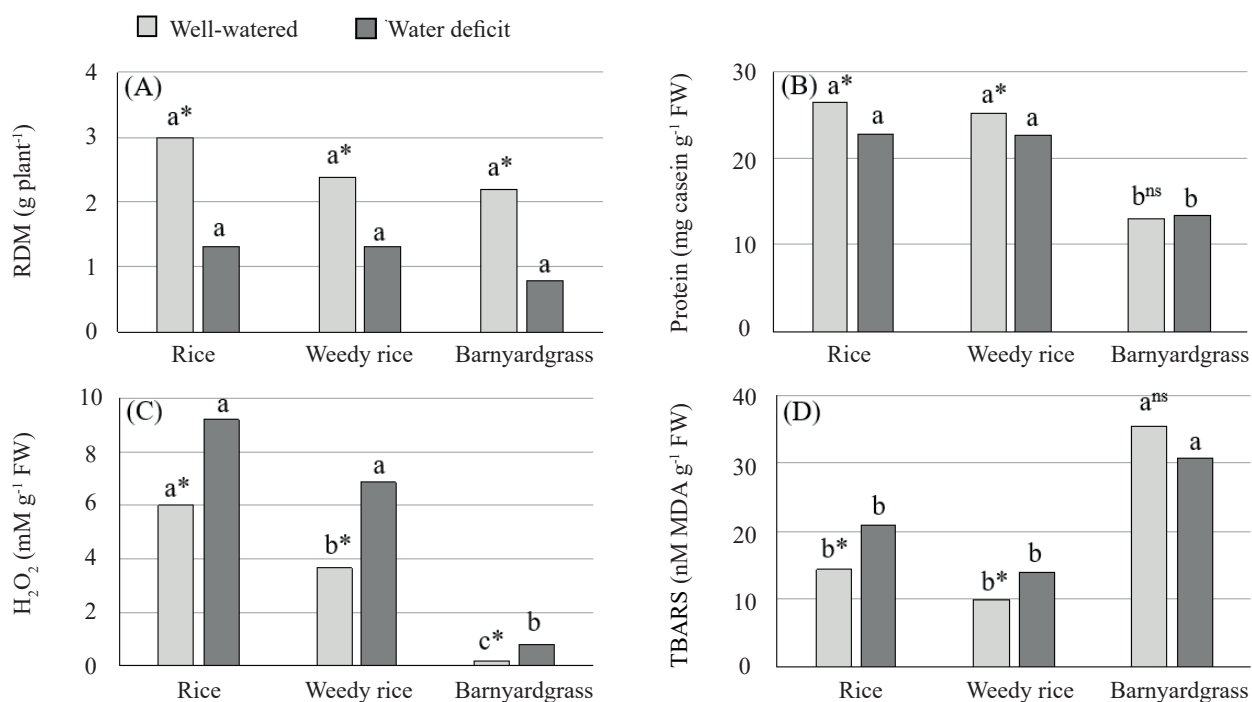 Well-watered Water deficit
(A)
RDM (g plant⁻¹)
4
3
2
1
0
a* a a* a a* a
Rice Weedy rice Barnyardgrass
(B)
Protein (mg casein g⁻¹ FW)
30
20
10
0
a* a a* a bⁿˢ b
Rice Weedy rice Barnyardgrass
(C)
H₂O₂ (mM g⁻¹ FW)
10
8
6
4
2
0
a* a b* a c* b
Rice Weedy rice Barnyardgrass
(D)
TBARS (nM MDA g⁻¹ FW)
40
30
20
10
0
b* b b* b aⁿˢ a
Rice Weedy rice Barnyardgrass